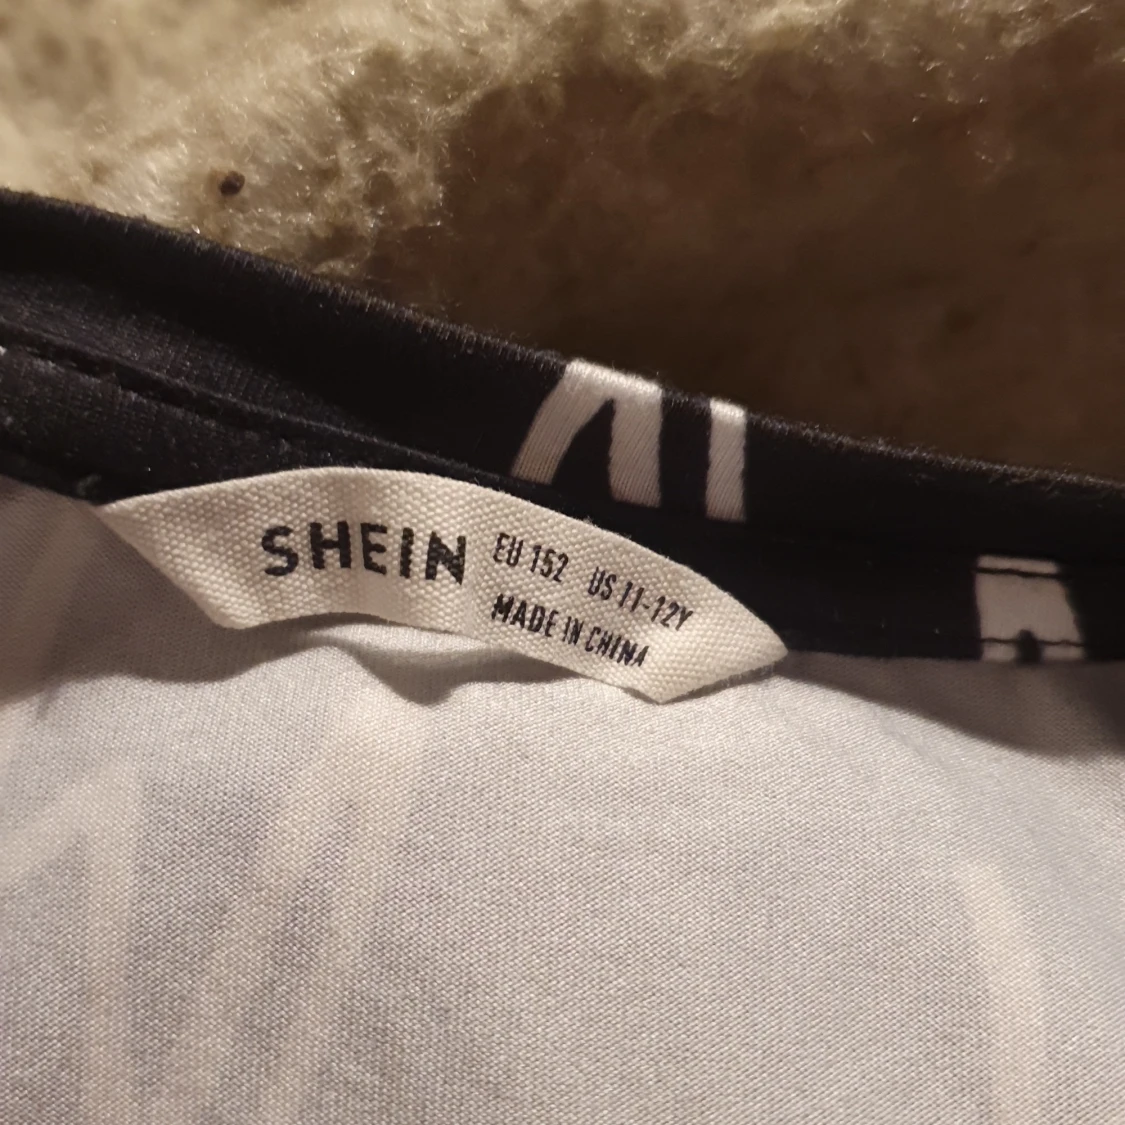 SHEIN
EU 152 US 11-12Y
MADE IN CHINA